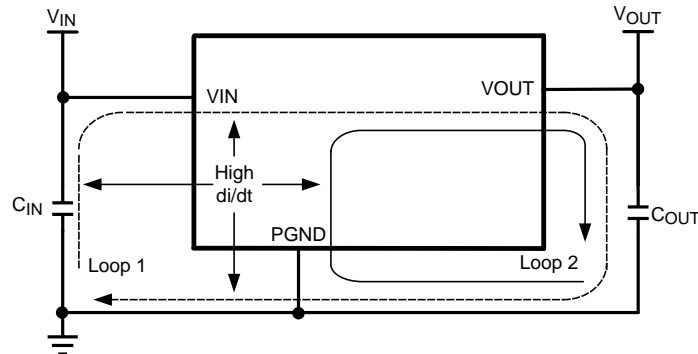 VIN
VOUT
VIN
VOUT
High
di/dt
CIN
COUT
PGND
Loop 1
Loop 2